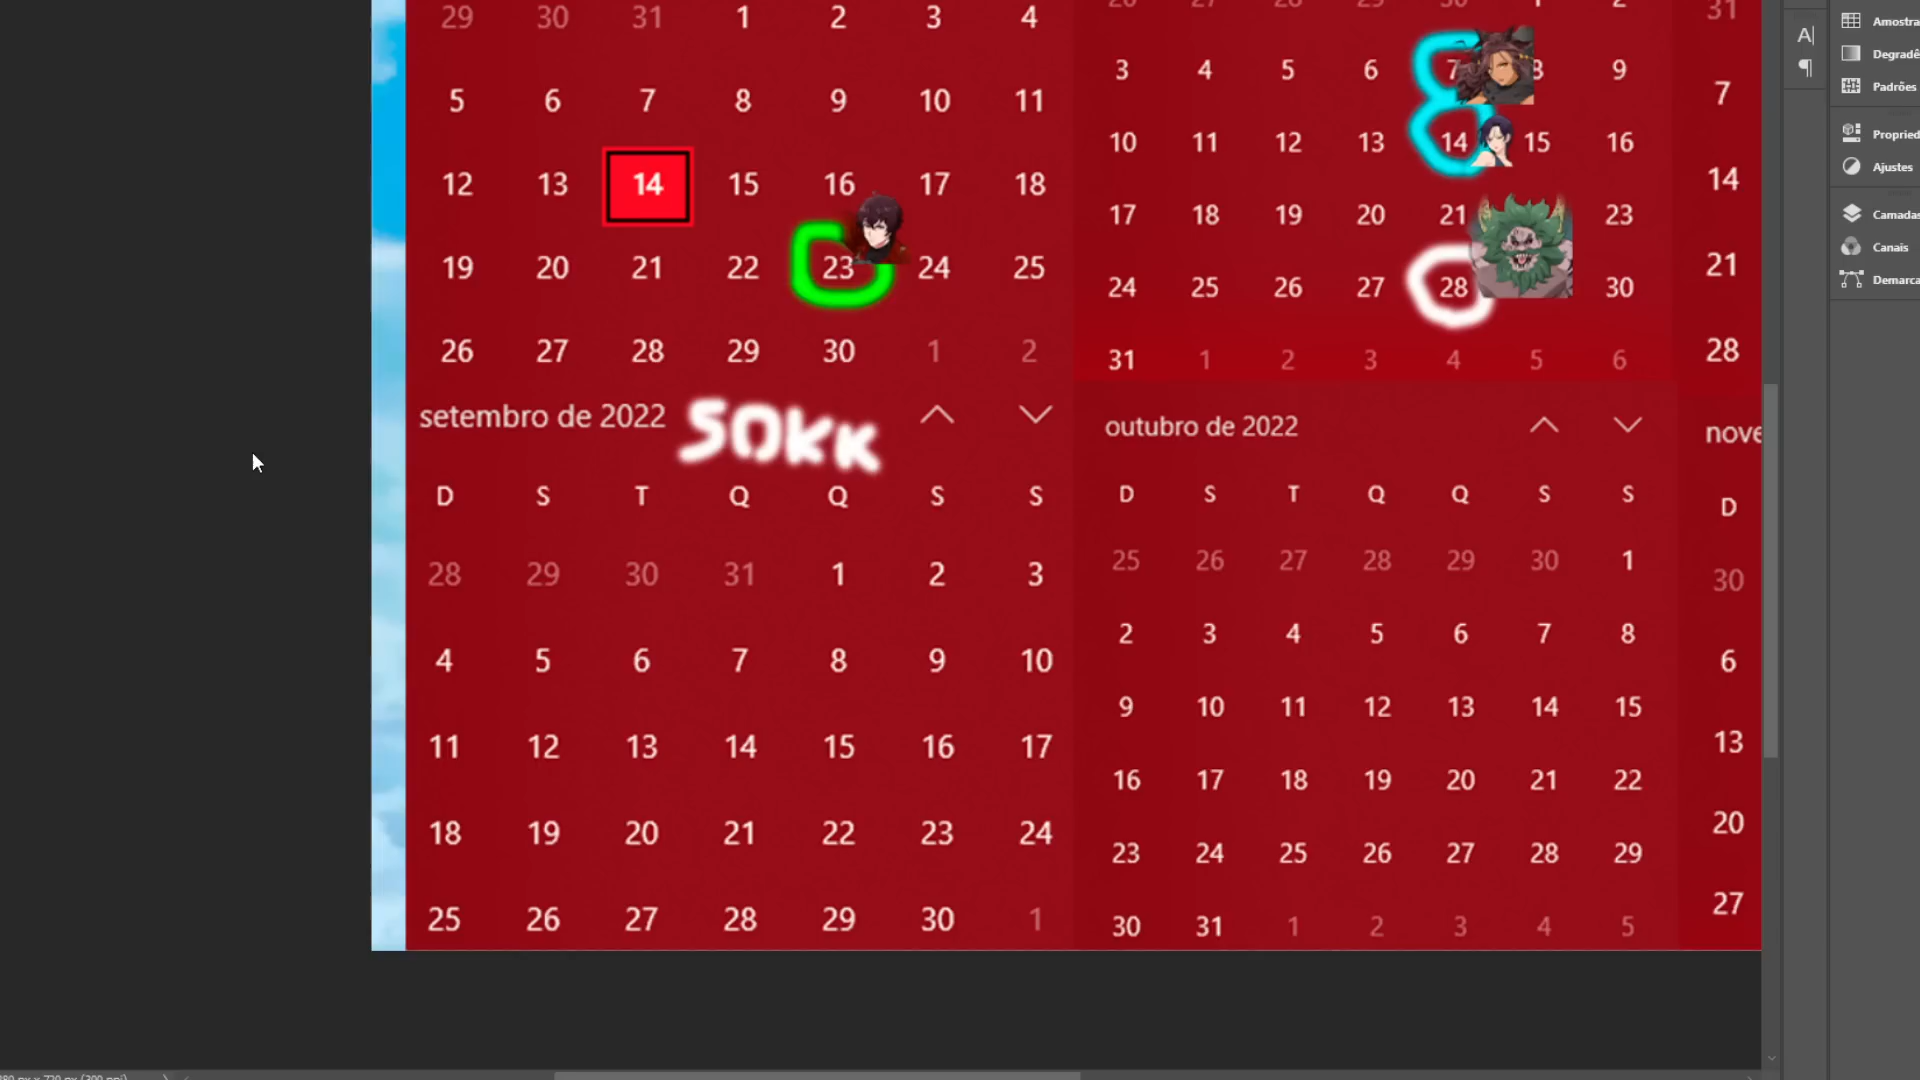 29 30 31 1 2 3 4
5 6 7 8 9 10 11
12 13 14 15 16 17 18
19 20 21 22 23 24 25
26 27 28 29 30 1 2
3 4 5 6 7 8 9
10 11 12 13 14 15 16
17 18 19 20 21 23
24 25 26 27 28 30
31 1 2 3 4 5 6
31
7
14
21
28
setembro de 2022 50KK
D S T Q Q S S
28 29 30 31 1 2 3
4 5 6 7 8 9 10
11 12 13 14 15 16 17
18 19 20 21 22 23 24
25 26 27 28 29 30 1
outubro de 2022
D S T Q Q S S
25 26 27 28 29 30 1
2 3 4 5 6 7 8
9 10 11 12 13 14 15
16 17 18 19 20 21 22
23 24 25 26 27 28 29
30 31 1 2 3 4 5
nove
D
30
6
13
20
27
A|
¶
Amostra
Degradê
Padrões
Propried
Ajustes
Camadas
Canais
Demarca